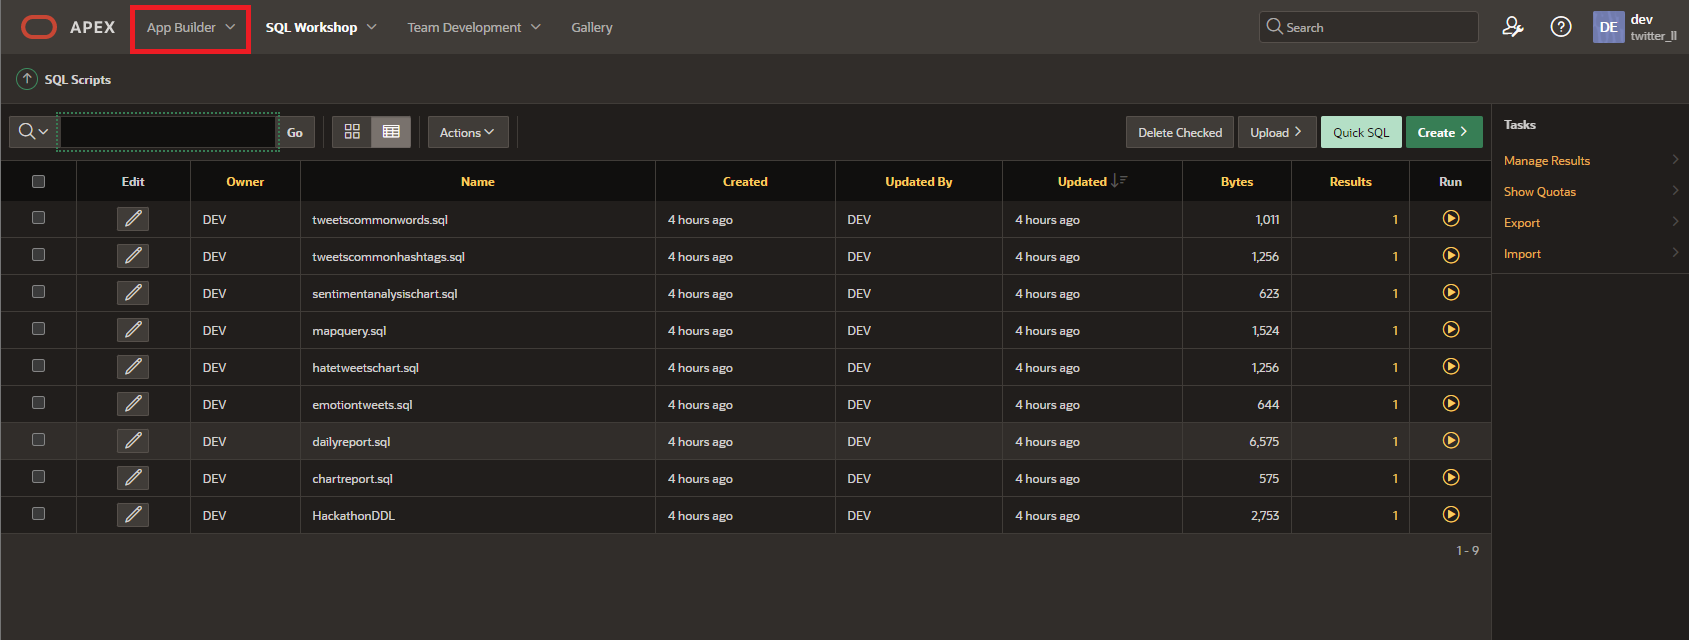 APEX App Builder SQL Workshop Team Development Gallery Search DE dev
twitter_ll
SQL Scripts
Go Actions Delete Checked Upload Quick SQL Create
Tasks
Manage Results
Show Quotas
Export
Import
Edit Owner Name Created Updated By Updated Bytes Results Run
DEV tweetscommonwords.sql 4 hours ago DEV 4 hours ago 1,011 1
DEV tweetscommonhashtags.sql 4 hours ago DEV 4 hours ago 1,256 1
DEV sentimentanalysischart.sql 4 hours ago DEV 4 hours ago 623 1
DEV mapquery.sql 4 hours ago DEV 4 hours ago 1,524 1
DEV hatetweetschart.sql 4 hours ago DEV 4 hours ago 1,256 1
DEV emotiontweets.sql 4 hours ago DEV 4 hours ago 644 1
DEV dailyreport.sql 4 hours ago DEV 4 hours ago 6,575 1
DEV chartreport.sql 4 hours ago DEV 4 hours ago 575 1
DEV HackathonDDL 4 hours ago DEV 4 hours ago 2,753 1
1 - 9